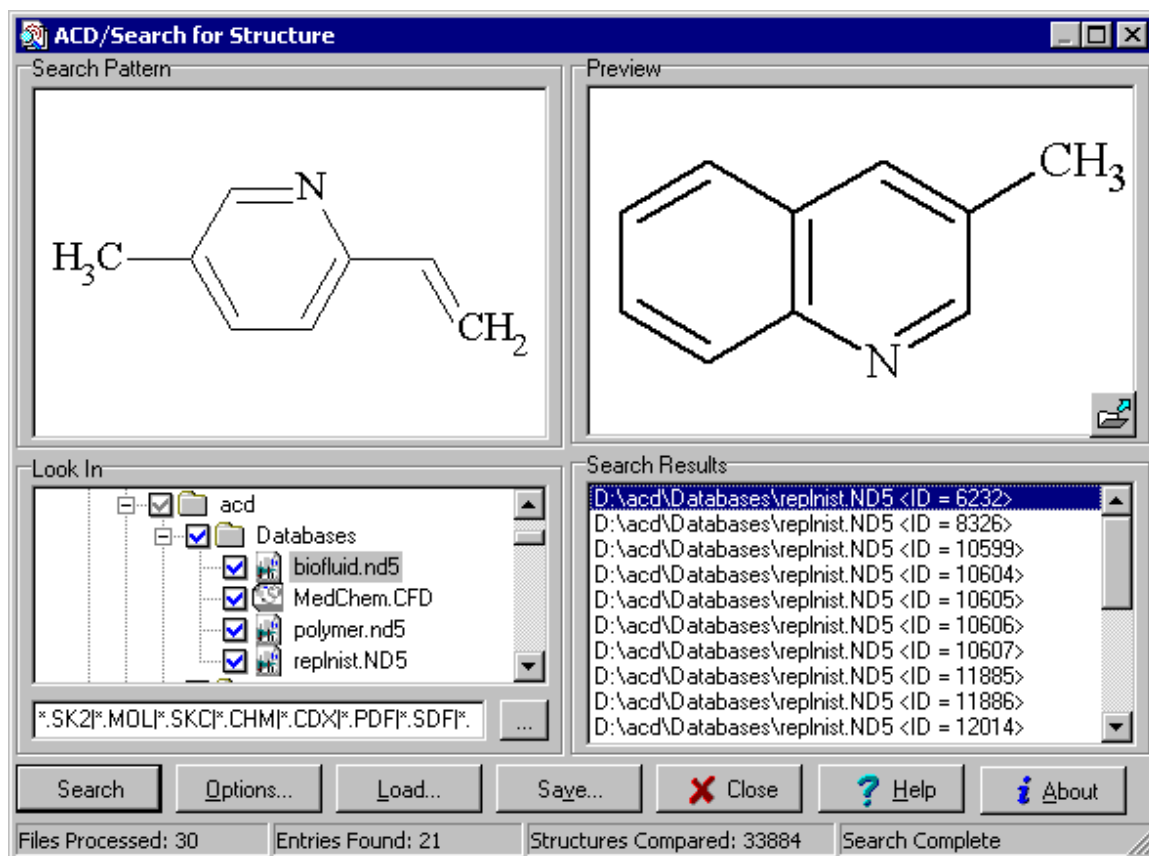 ACD/Search for Structure
Search Pattern
N
H3C
CH2
Preview
CH3
N
Look In
acd
Databases
biofluid.nd5
MedChem.CFD
polymer.nd5
replnist.ND5
*.SK2|*.MOL|*.SKC|*.CHM|*.CDX|*.PDF|*.SDF|*.
...
Search Results
D:\acd\Databases\replnist.ND5 <ID = 6232>
D:\acd\Databases\replnist.ND5 <ID = 8326>
D:\acd\Databases\replnist.ND5 <ID = 10599>
D:\acd\Databases\replnist.ND5 <ID = 10604>
D:\acd\Databases\replnist.ND5 <ID = 10605>
D:\acd\Databases\replnist.ND5 <ID = 10606>
D:\acd\Databases\replnist.ND5 <ID = 10607>
D:\acd\Databases\replnist.ND5 <ID = 11885>
D:\acd\Databases\replnist.ND5 <ID = 11886>
D:\acd\Databases\replnist.ND5 <ID = 12014>
Search Options... Load... Save... Close Help About
Files Processed: 30 Entries Found: 21 Structures Compared: 33884 Search Complete